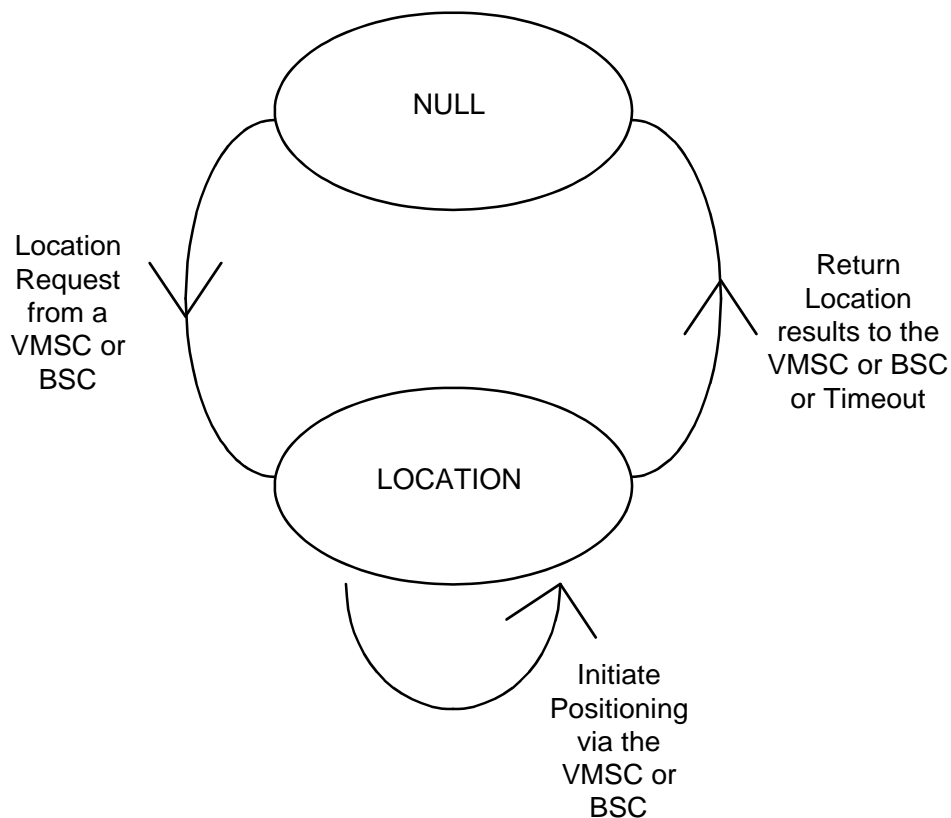 NULL
Location
Request
from a
VMSC or
BSC
Return
Location
results to the
VMSC or BSC
or Timeout
LOCATION
Initiate
Positioning
via the
VMSC or
BSC